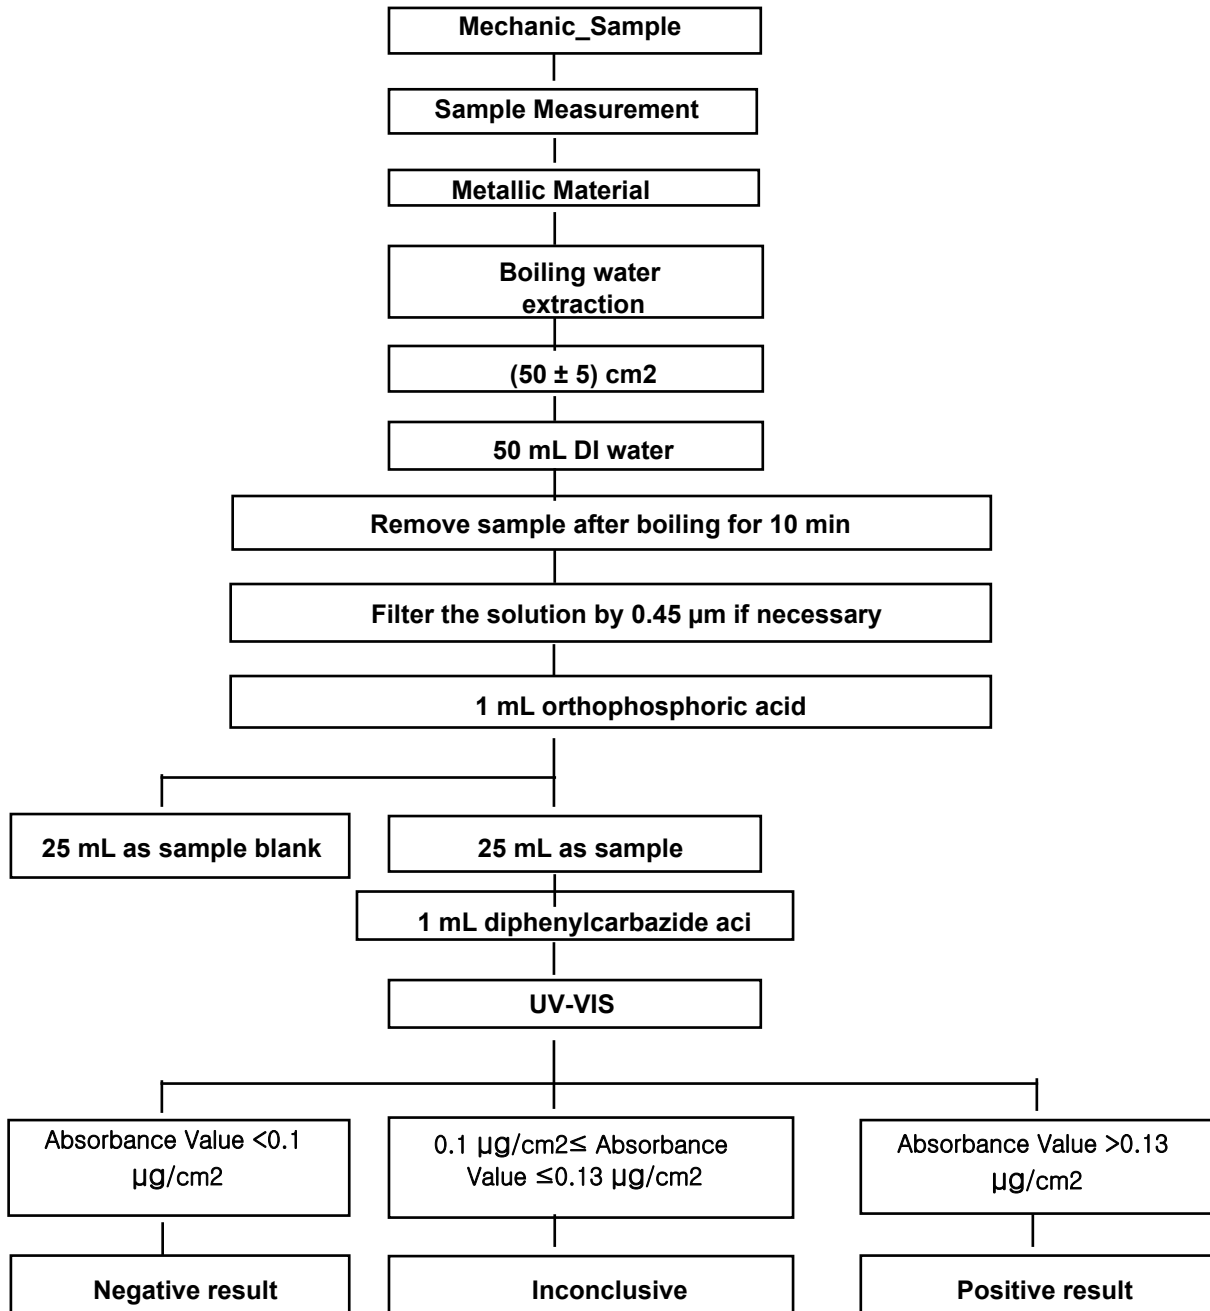 Mechanic_Sample
Sample Measurement
Metallic Material
Boiling water
extraction
(50 ± 5) cm2
50 mL DI water
Remove sample after boiling for 10 min
Filter the solution by 0.45 µm if necessary
1 mL orthophosphoric acid
25 mL as sample blank
25 mL as sample
1 mL diphenylcarbazide aci
UV-VIS
Absorbance Value <0.1
µg/cm2
0.1 µg/cm2≤ Absorbance
Value ≤0.13 µg/cm2
Absorbance Value >0.13
µg/cm2
Negative result
Inconclusive
Positive result